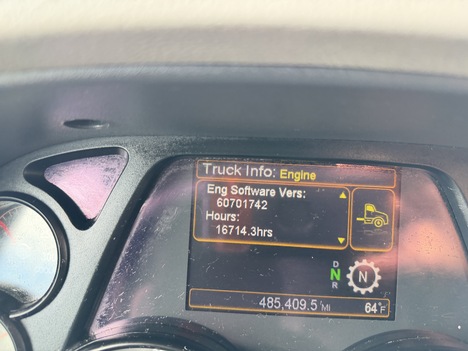 Truck Info: Engine
Eng Software Vers:
60701742
Hours:
16714.3hrs
D
N
R
N
485,409.5 MI
64°F